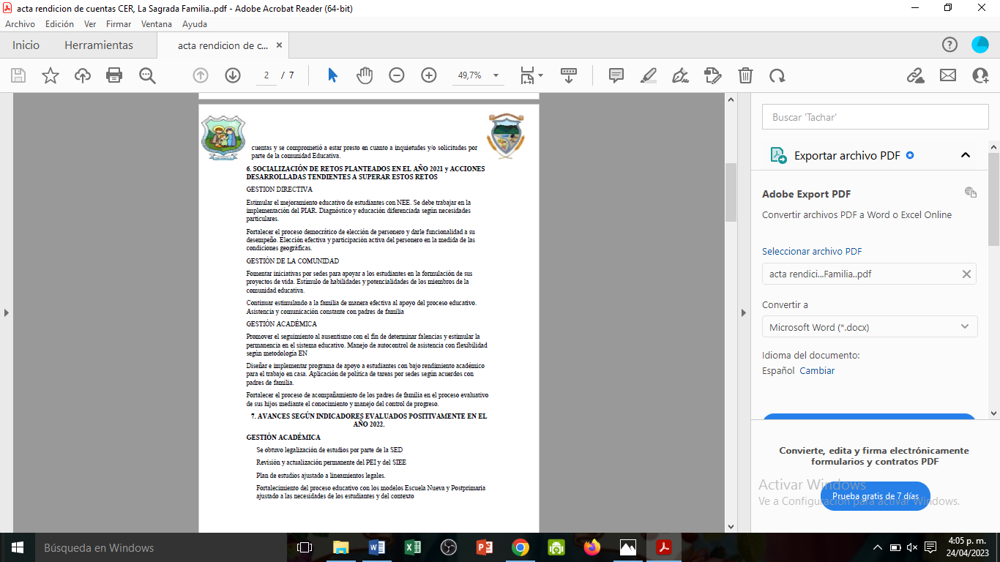 acta rendicion de cuentas CER, La Sagrada Familia..pdf - Adobe Acrobat Reader (64-bit)
Archivo Edición Ver Firmar Ventana Ayuda
Inicio Herramientas acta rendicion de c...
2 / 7 49,7%
cuentas y se comprometió a estar presto en cuanto a inquietudes y/o solicitudes por
parte de la comunidad Educativa.
6. SOCIALIZACIÓN DE RETOS PLANTEADOS EN EL AÑO 2021 y ACCIONES
DESARROLLADAS TENDIENTES A SUPERAR ESTOS RETOS
GESTION DIRECTIVA
Estimular el mejoramiento educativo de estudiantes con NEE. Se debe trabajar en la
implementación del PIAR. Diagnóstico y educación diferenciada según necesidades
particulares.
Fortalecer el proceso democrático de elección de personero y darle funcionalidad a su
desempeño. Elección efectiva y participación activa del personero en la medida de las
condiciones geográficas.
GESTIÓN DE LA COMUNIDAD
Fomentar iniciativas por sedes para apoyar a los estudiantes en la formulación de sus
proyectos de vida. Estímulo de habilidades y potencialidades de los miembros de la
comunidad educativa.
Continuar estimulando a la familia de manera efectiva al apoyo del proceso educativo.
Asistencia y comunicación constante con padres de familia
GESTIÓN ACADÉMICA
Promover el seguimiento al ausentismo con el fin de determinar falencias y estimular la
permanencia en el sistema educativo. Manejo de autocontrol de asistencia con flexibilidad
según metodología EN
Diseñar e implementar programa de apoyo a estudiantes con bajo rendimiento académico
para el trabajo en casa. Aplicación de política de tareas por sedes según acuerdos con
padres de familia.
Fortalecer el proceso de acompañamiento de los padres de familia en el proceso evaluativo
de sus hijos mediante el conocimiento y manejo del control de progreso.
7. AVANCES SEGÚN INDICADORES EVALUADOS POSITIVAMENTE EN EL
AÑO 2022.
GESTIÓN ACADÉMICA
Se obtuvo legalización de estudios por parte de la SED
Revisión y actualización permanente del PEI y del SIEE
Plan de estudios ajustado a lineamientos legales.
Fortalecimiento del proceso educativo con los modelos Escuela Nueva y Postprimaria
ajustado a las necesidades de los estudiantes y del contexto
Buscar 'Tachar'
Exportar archivo PDF
Adobe Export PDF
Convertir archivos PDF a Word o Excel Online
Seleccionar archivo PDF
acta rendici...Familia..pdf
Convertir a
Microsoft Word (*.docx)
Idioma del documento:
Español Cambiar
Convierte, edita y firma electrónicamente
formularios y contratos PDF
Activar Windows
Prueba gratis de 7 días
Ve a Configuración para activar Windows.
Búsqueda en Windows
4:05 p. m.
24/04/2023